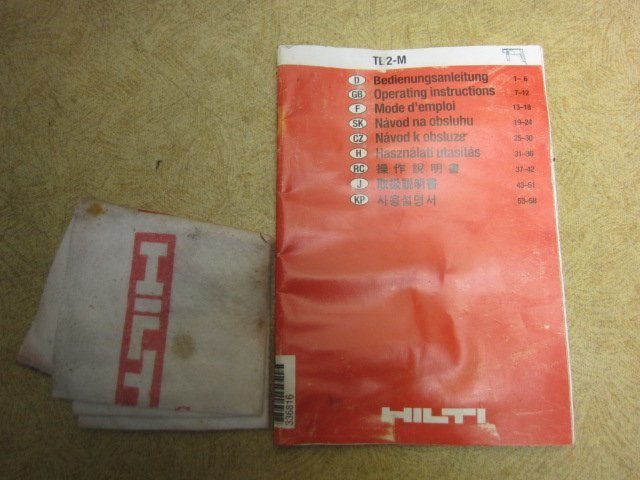 TE 2-M
D Bedienungsanleitung 1-6
GB Operating instructions 7-12
F Mode d'emploi 13-18
SK Návod na obsluhu 19-24
CZ Návod k obsluze 25-30
H Használati utasítás 31-36
RC 操作説明書 37-42
J 取扱説明書 43-51
KP 사용설명서 53-58
HILTI
336816
HILTI